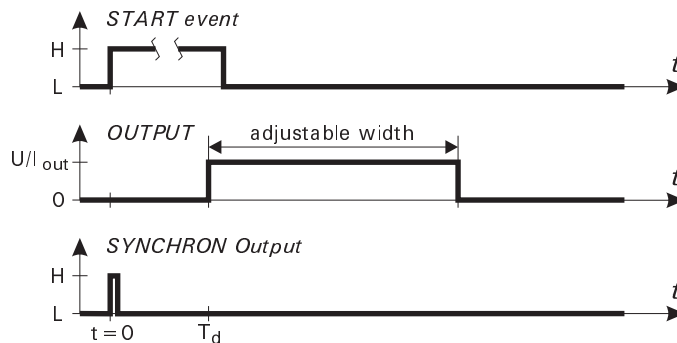 START event
H
L
t
OUTPUT
adjustable width
U/I out
0
t
SYNCHRON Output
H
L
t
t = 0
Td